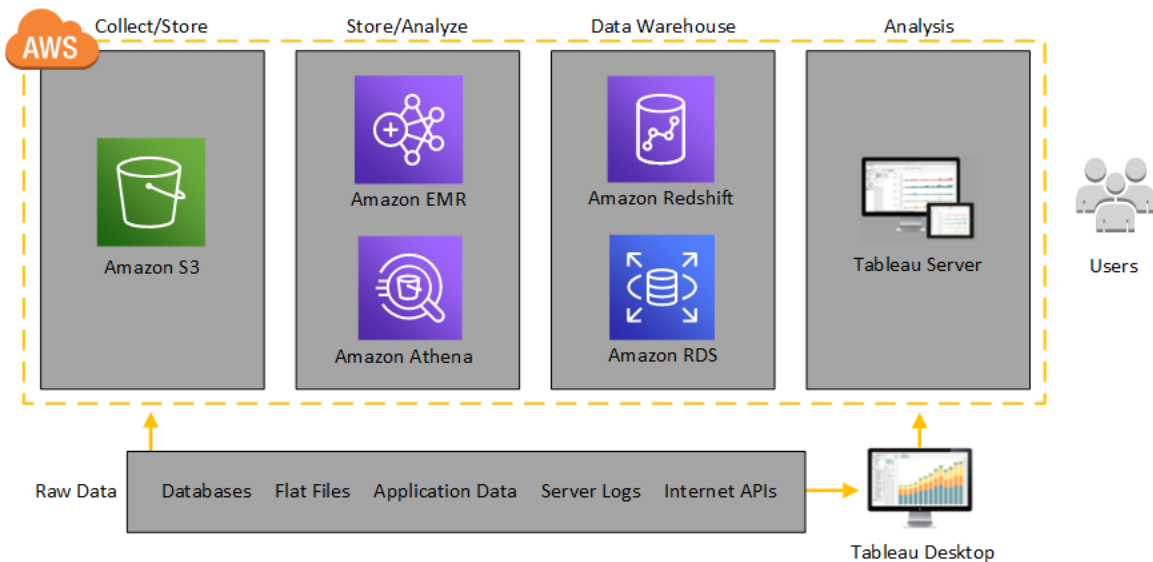 AWS
Collect/Store
Store/Analyze
Data Warehouse
Analysis
Amazon S3
Amazon EMR
Amazon Athena
Amazon Redshift
Amazon RDS
Tableau Server
Users
Raw Data
Databases
Flat Files
Application Data
Server Logs
Internet APIs
Tableau Desktop